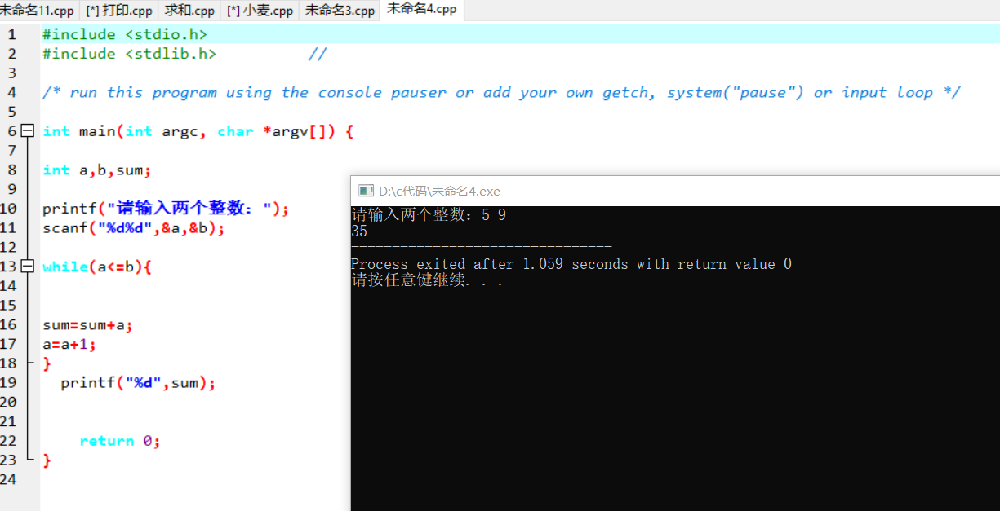 未命名11.cpp [*] 打印.cpp 求和.cpp [*] 小麦.cpp 未命名3.cpp 未命名4.cpp
1 #include <stdio.h>
2 #include <stdlib.h> //
3
4 /* run this program using the console pauser or add your own getch, system("pause") or input loop */
5
6 int main(int argc, char *argv[]) {
7
8 int a,b,sum;
9
10 printf("请输入两个整数: ");
11 scanf("%d%d",&a,&b);
12
13 while(a<=b){
14
15
16 sum=sum+a;
17 a=a+1;
18 }
19 printf("%d",sum);
20
21
22 return 0;
23 }
24
D:\c代码\未命名4.exe
请输入两个整数: 5 9
35
--------------------------------
Process exited after 1.059 seconds with return value 0
请按任意键继续. . .